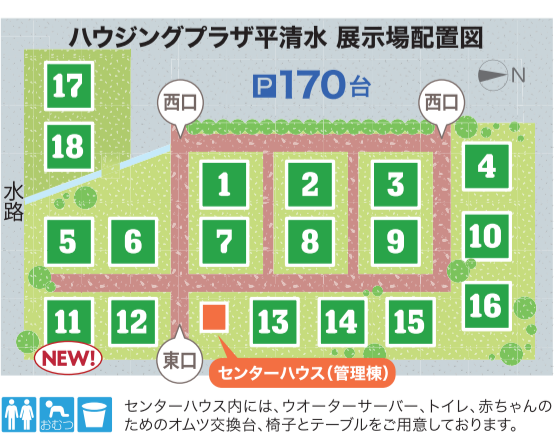 ハウジングプラザ平清水 展示場配置図
17
P170台
N
西口
西口
18
4
1
2
3
水路
5
6
7
8
9
10
11
12
13
14
15
16
NEW!
東口
センターハウス(管理棟)
おむつ
センターハウス内には、ウオーターサーバー、トイレ、赤ちゃんの
ためのオムツ交換台、椅子とテーブルをご用意しております。